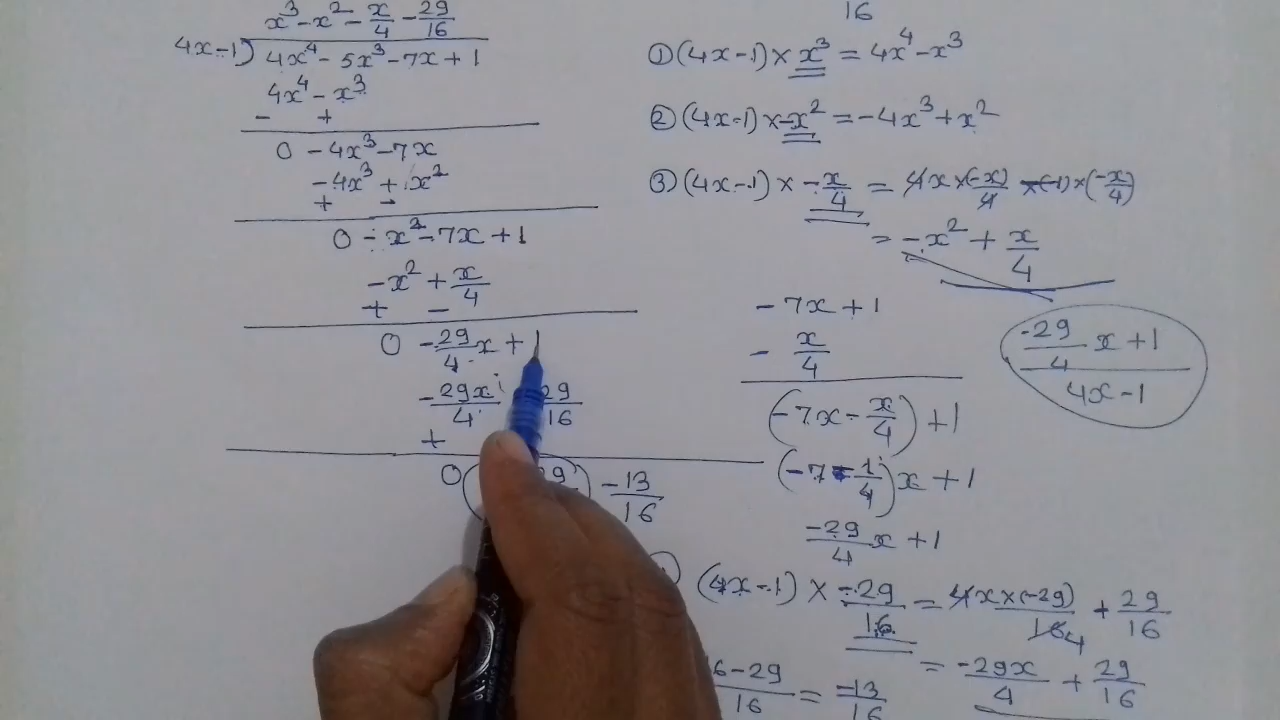 x³ - x² - x/4 - 29/16
4x-1) 4x⁴ - 5x³ - 7x + 1
4x⁴ - x³
- +
0 - 4x³ - 7x
- 4x³ + x²
+ -
0 - x² - 7x + 1
- x² + x/4
+ -
0 - 29/4 x + 1
- 29x/4 29/16
+
0 ( -13/16
16
① (4x-1) × x³ = 4x⁴ - x³
② (4x-1) × -x² = -4x³ + x²
③ (4x-1) × -x/4 = 4x × (-x)/4 - (-1) × (-x/4)
= -x² + x/4
-7x + 1
- x/4
(-7x - x/4) + 1
(-7 - 1/4) x + 1
-29/4 x + 1
(-29/4 x + 1)/(4x - 1)
(4x-1) × -29/16 = 4x × (-29)/16 4 + 29/16
= -29x/4 + 29/16
6-29/16 = -13/16